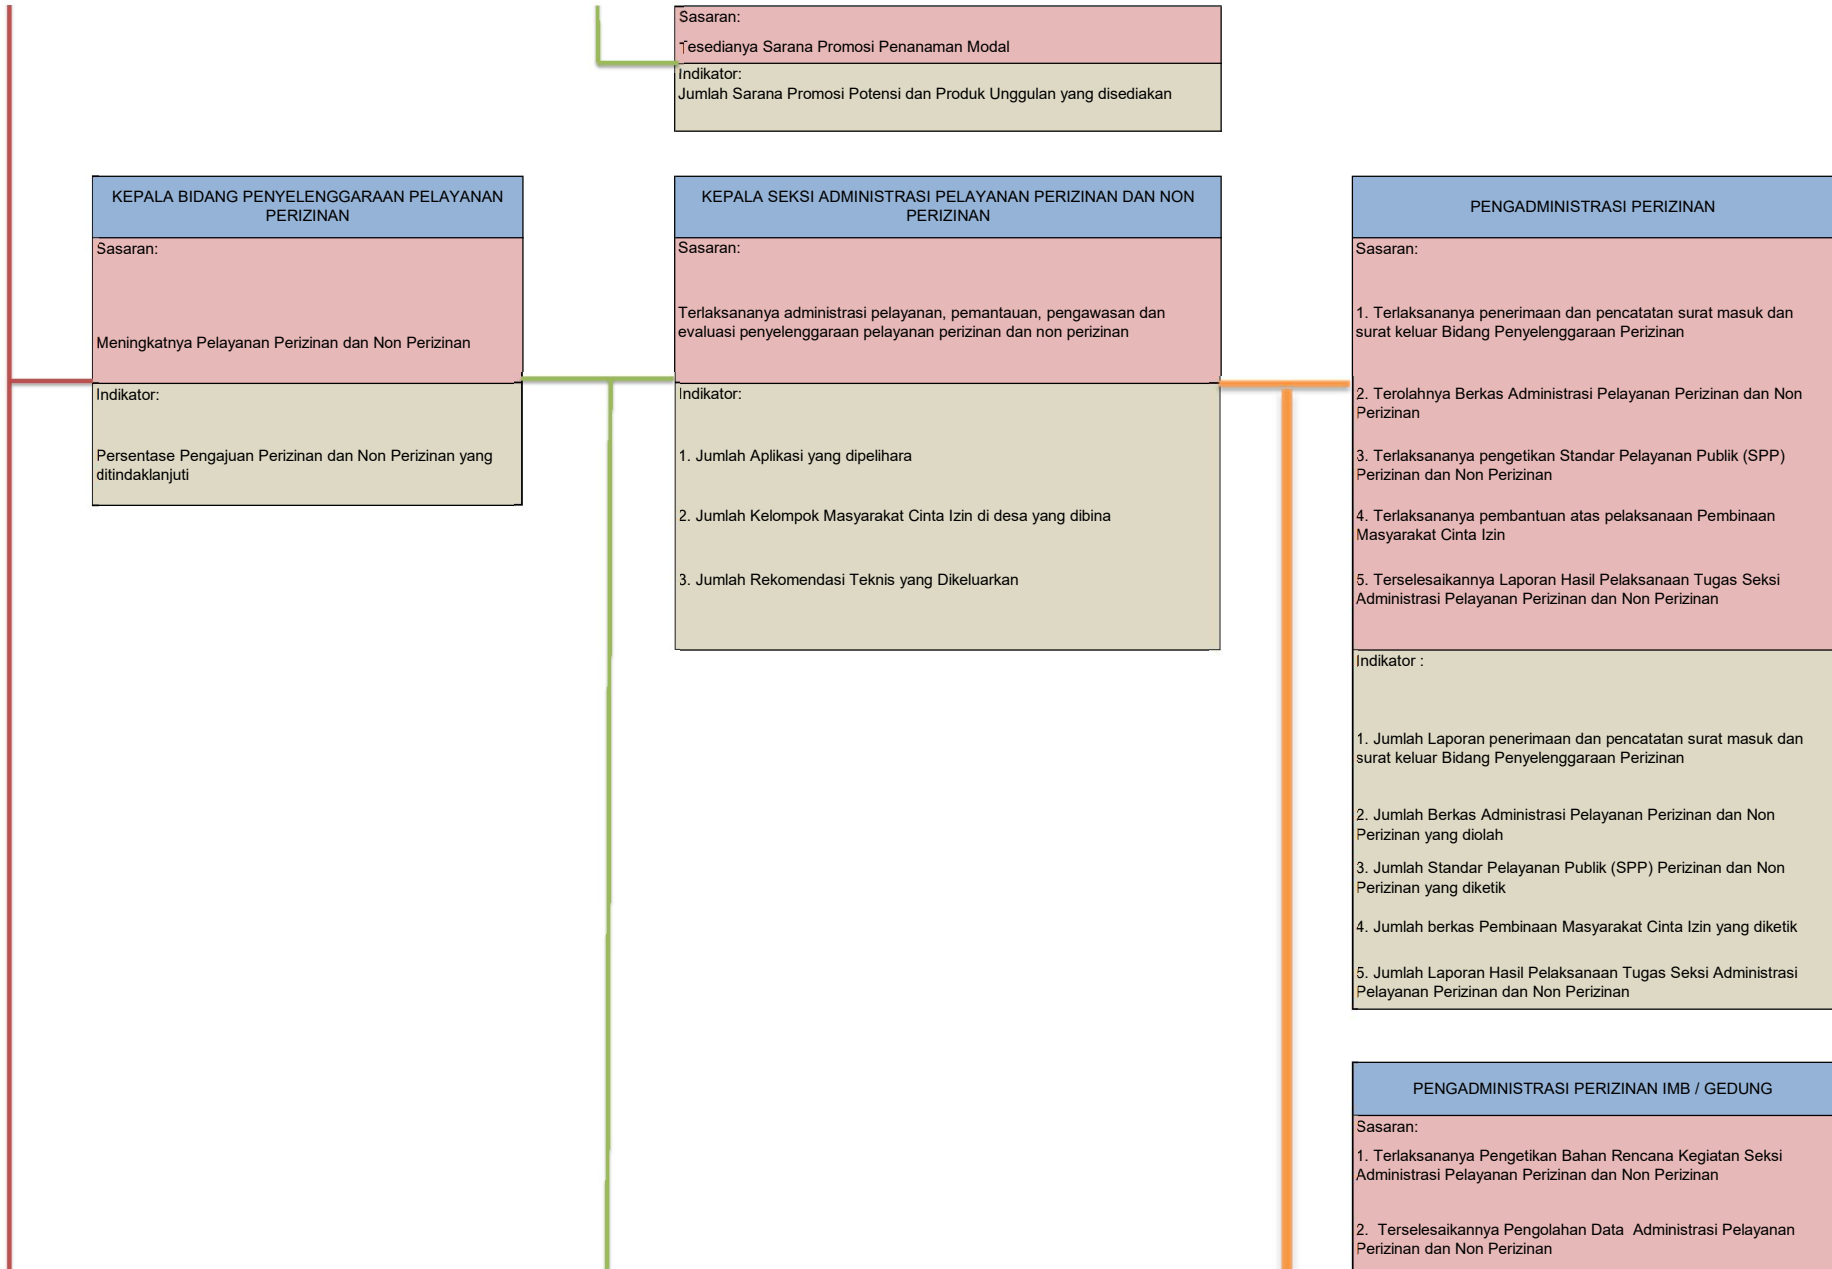 Sasaran:
Tesedianya Sarana Promosi Penanaman Modal
Indikator:
Jumlah Sarana Promosi Potensi dan Produk Unggulan yang disediakan
KEPALA BIDANG PENYELENGGARAAN PELAYANAN
PERIZINAN
Sasaran:
Meningkatnya Pelayanan Perizinan dan Non Perizinan
Indikator:
Persentase Pengajuan Perizinan dan Non Perizinan yang
ditindaklanjuti
KEPALA SEKSI ADMINISTRASI PELAYANAN PERIZINAN DAN NON
PERIZINAN
Sasaran:
Terlaksananya administrasi pelayanan, pemantauan, pengawasan dan
evaluasi penyelenggaraan pelayanan perizinan dan non perizinan
Indikator:
1. Jumlah Aplikasi yang dipelihara
2. Jumlah Kelompok Masyarakat Cinta Izin di desa yang dibina
3. Jumlah Rekomendasi Teknis yang Dikeluarkan
PENGADMINISTRASI PERIZINAN
Sasaran:
1. Terlaksananya penerimaan dan pencatatan surat masuk dan
surat keluar Bidang Penyelenggaraan Perizinan
2. Terolahnya Berkas Administrasi Pelayanan Perizinan dan Non
Perizinan
3. Terlaksananya pengetikan Standar Pelayanan Publik (SPP)
Perizinan dan Non Perizinan
4. Terlaksananya pembantuan atas pelaksanaan Pembinaan
Masyarakat Cinta Izin
5. Terselesaikannya Laporan Hasil Pelaksanaan Tugas Seksi
Administrasi Pelayanan Perizinan dan Non Perizinan
Indikator :
1. Jumlah Laporan penerimaan dan pencatatan surat masuk dan
surat keluar Bidang Penyelenggaraan Perizinan
2. Jumlah Berkas Administrasi Pelayanan Perizinan dan Non
Perizinan yang diolah
3. Jumlah Standar Pelayanan Publik (SPP) Perizinan dan Non
Perizinan yang diketik
4. Jumlah berkas Pembinaan Masyarakat Cinta Izin yang diketik
5. Jumlah Laporan Hasil Pelaksanaan Tugas Seksi Administrasi
Pelayanan Perizinan dan Non Perizinan
PENGADMINISTRASI PERIZINAN IMB / GEDUNG
Sasaran:
1. Terlaksananya Pengetikan Bahan Rencana Kegiatan Seksi
Administrasi Pelayanan Perizinan dan Non Perizinan
2.  Terselesaikannya Pengolahan Data  Administrasi Pelayanan
Perizinan dan Non Perizinan